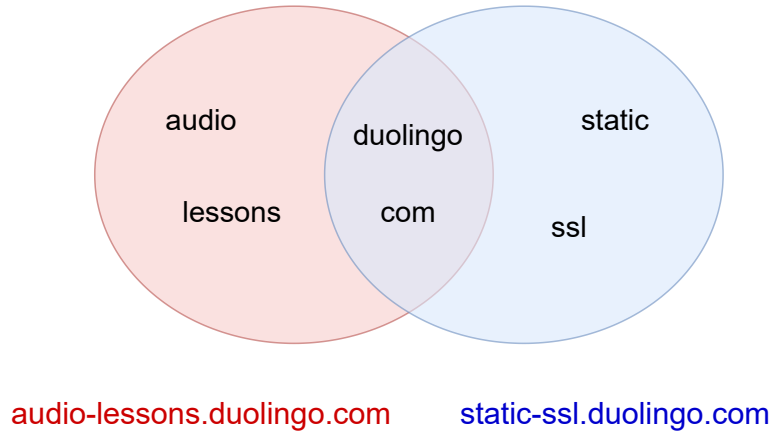 audio
duolingo
static
lessons
com
ssl
audio-lessons.duolingo.com
static-ssl.duolingo.com